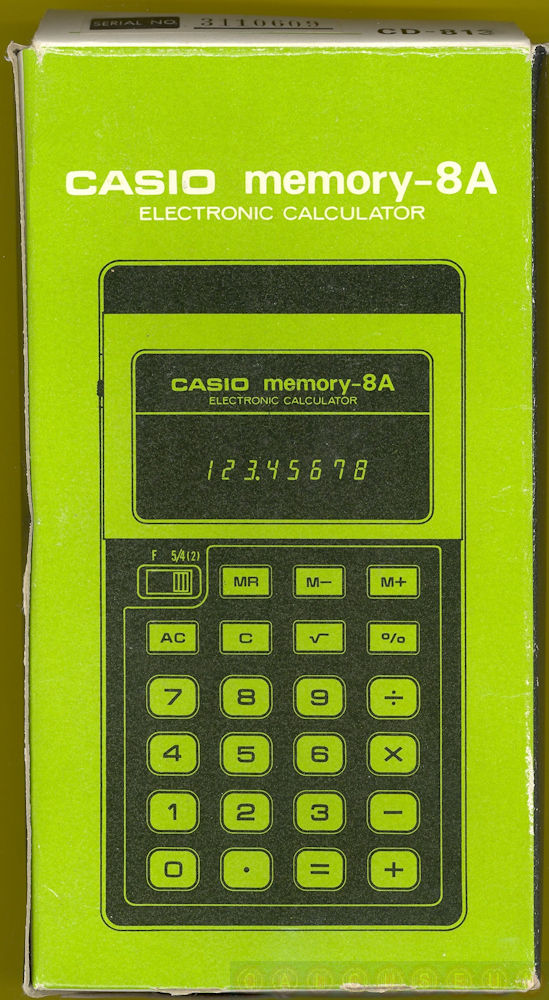 SERIAL NO. 3110609 CD-813
CASIO memory-8A
ELECTRONIC CALCULATOR
CASIO memory-8A
ELECTRONIC CALCULATOR
123.45678
F 5/4(2)
MR M− M+
AC C √ %
7 8 9 ÷
4 5 6 ×
1 2 3 −
0 . = +